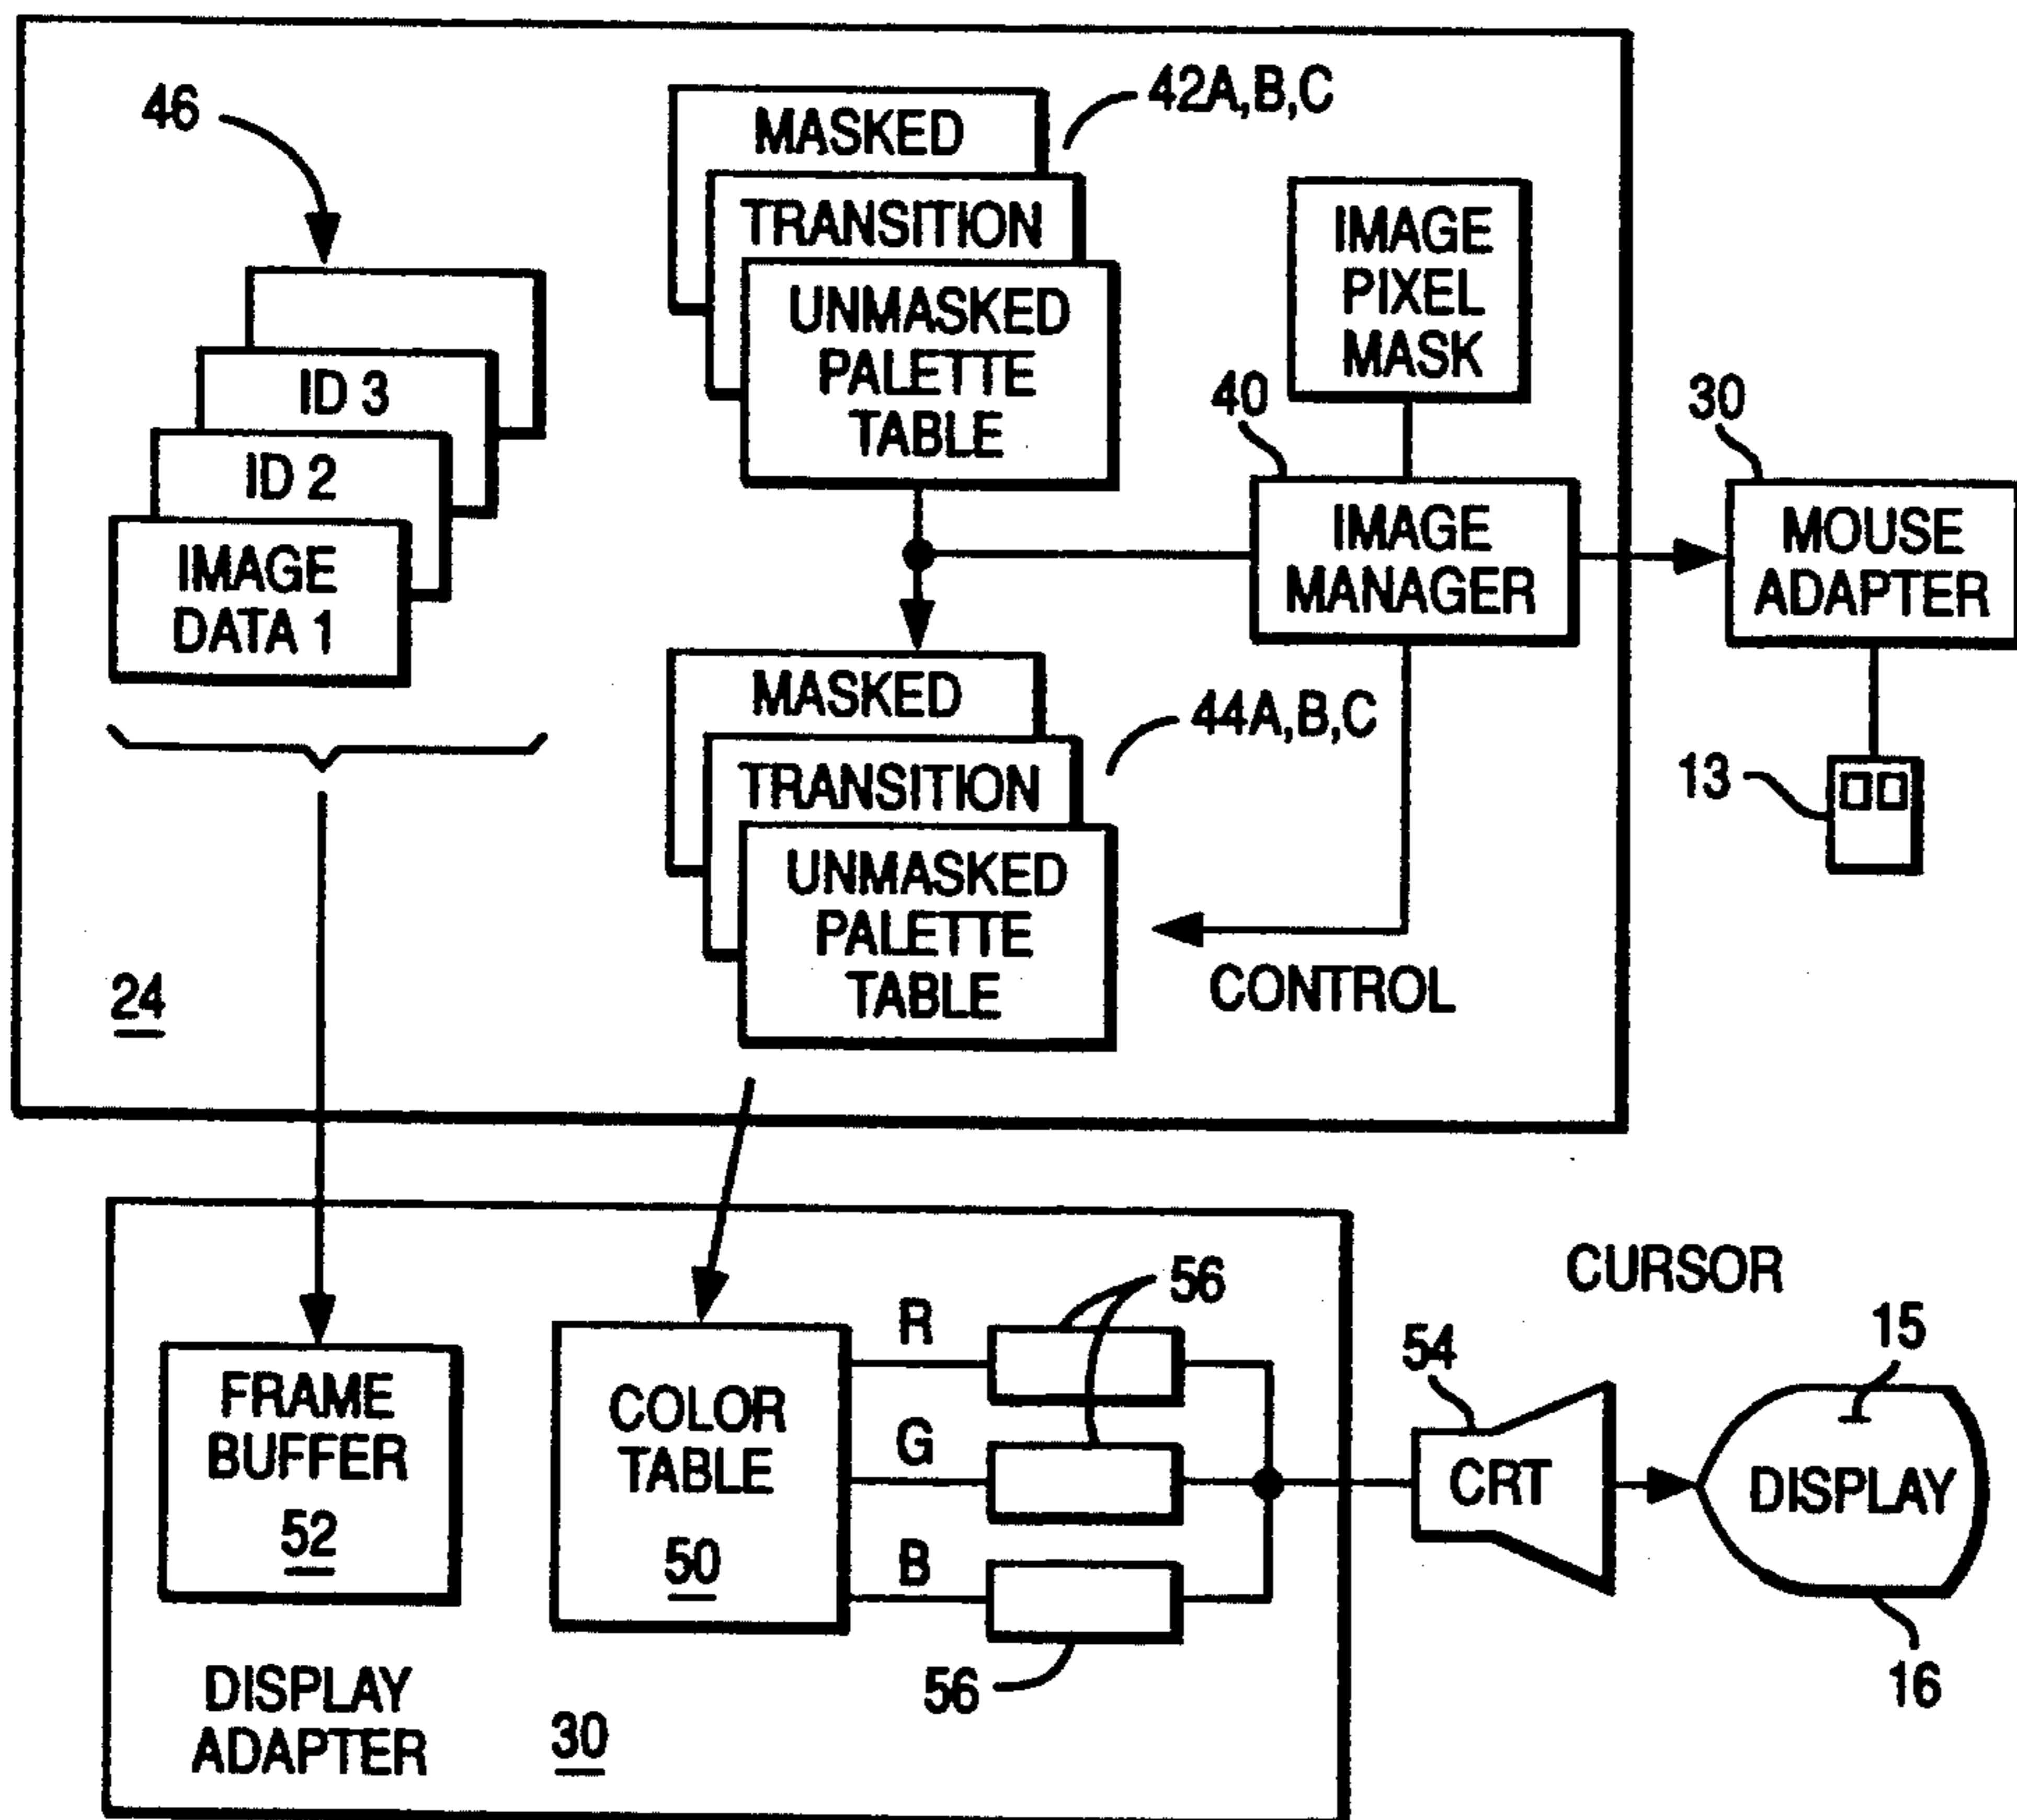 46
42A,B,C
MASKED
TRANSITION
UNMASKED
PALETTE
TABLE
IMAGE
PIXEL
MASK
ID 3
ID 2
IMAGE
DATA 1
40
IMAGE
MANAGER
30
MOUSE
ADAPTER
13
MASKED
TRANSITION
UNMASKED
PALETTE
TABLE
44A,B,C
CONTROL
24
FRAME
BUFFER
52
COLOR
TABLE
50
R
G
B
56
56
DISPLAY
ADAPTER
30
CURSOR
54
CRT
15
DISPLAY
16